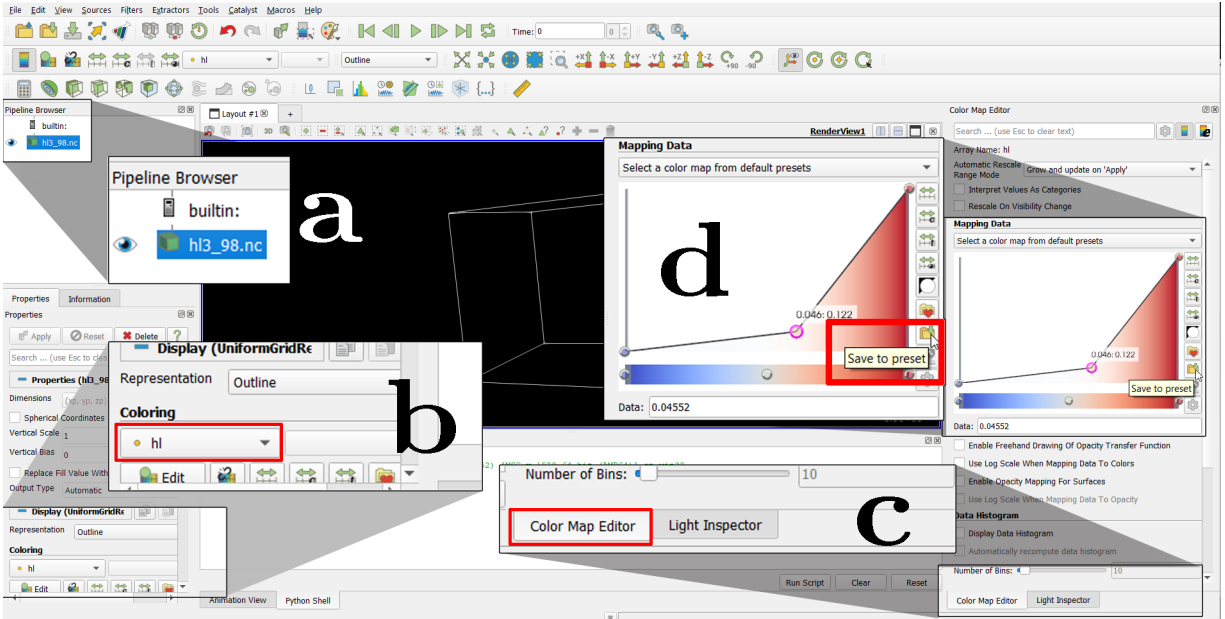 File Edit View Sources Filters Extractors Tools Catalyst Macros Help
Time: 0 0
hl Outline
+X -X +Y -Y +Z -Z +90 -90
Pipeline Browser
builtin:
hl3_98.nc
Layout #1 +
3D
RenderView1
Color Map Editor
Search ... (use Esc to clear text)
Array Name: hl
Automatic Rescale
Range Mode
Grow and update on 'Apply'
Interpret Values As Categories
Rescale On Visibility Change
Mapping Data
Select a color map from default presets
0.046: 0.122
Save to preset
Data: 0.04552
Enable Freehand Drawing Of Opacity Transfer Function
Use Log Scale When Mapping Data To Colors
Enable Opacity Mapping For Surfaces
Use Log Scale When Mapping Data To Opacity
Data Histogram
Display Data Histogram
Automatically recompute data histogram
Number of Bins: 10
Color Map Editor Light Inspector
Pipeline Browser
builtin:
hl3_98.nc
a
Mapping Data
Select a color map from default presets
d
0.046: 0.122
Save to preset
Data: 0.04552
Properties Information
Properties
Apply Reset Delete ?
Search ... (use Esc to clea
Properties (hl3_98
Dimensions (xp, yp, zp)
Spherical Coordinates
Vertical Scale 1
Vertical Bias 0
Replace Fill Value With
Output Type Automatic
Display (UniformGridRe
Representation Outline
Coloring
hl
Edit
Display (UniformGridRe
Representation Outline
Coloring
hl
Edit
b
Number of Bins: 10
Color Map Editor Light Inspector
c
Run Script Clear Reset
Animation View Python Shell